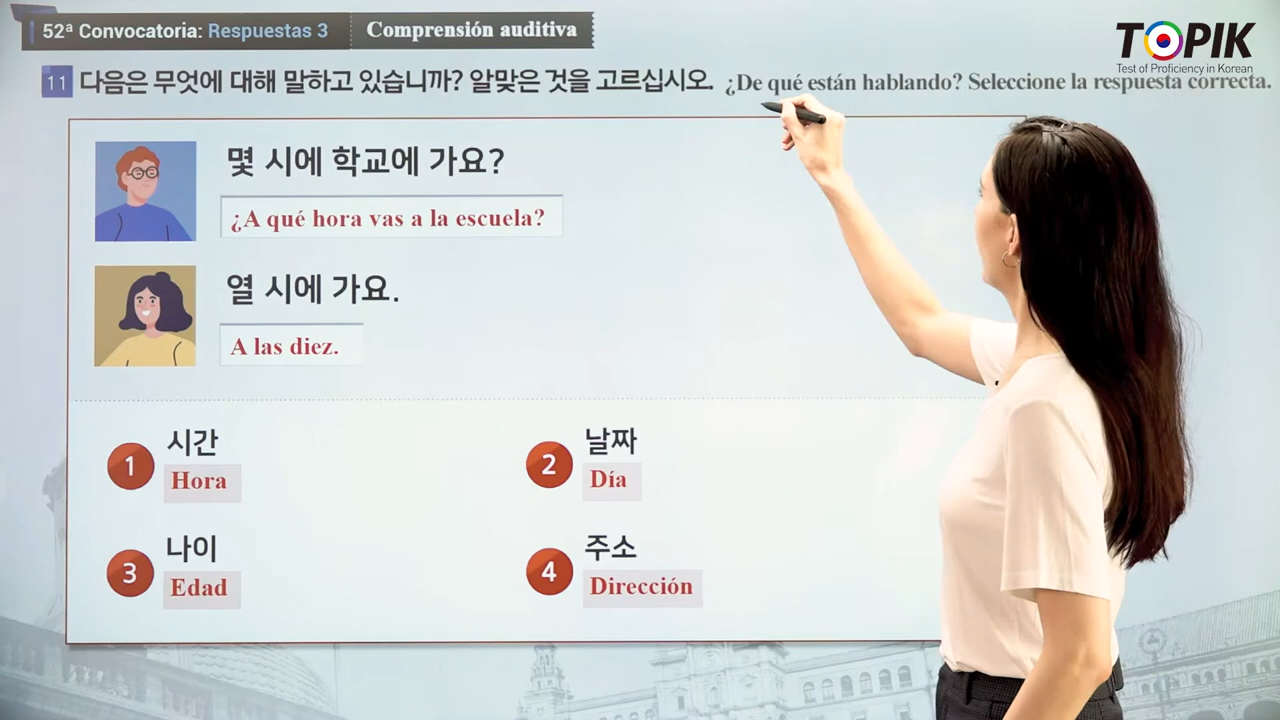 52ª Convocatoria: Respuestas 3 Comprensión auditiva
TOPIK
Test of Proficiency in Korean
11 다음은 무엇에 대해 말하고 있습니까? 알맞은 것을 고르십시오. ¿De qué están hablando? Seleccione la respuesta correcta.
몇 시에 학교에 가요?
¿A qué hora vas a la escuela?
열 시에 가요.
A las diez.
1 시간
Hora
2 날짜
Día
3 나이
Edad
4 주소
Dirección